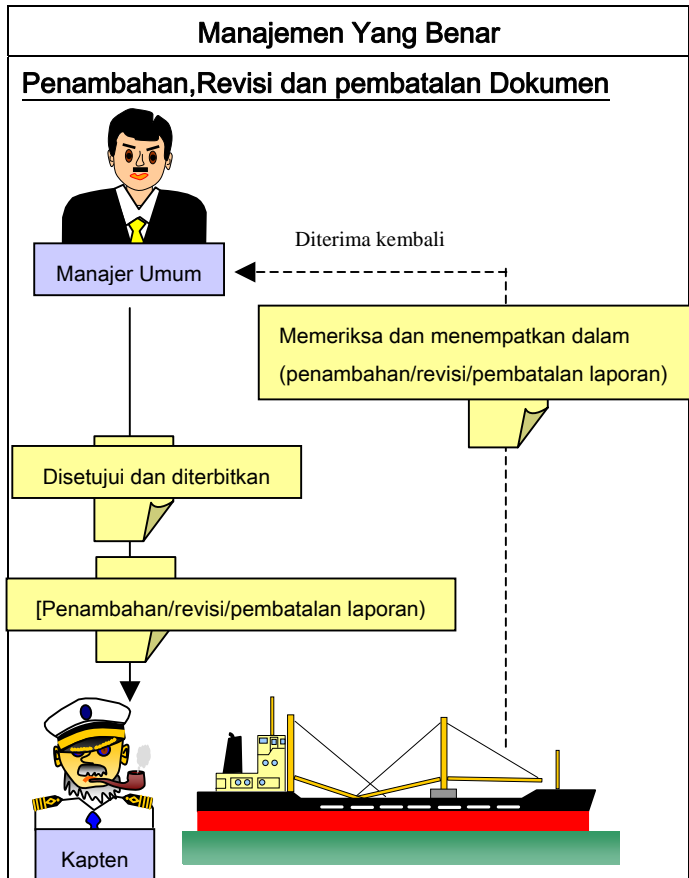 Manajemen Yang Benar
Penambahan,Revisi dan pembatalan Dokumen
Diterima kembali
Manajer Umum
Memeriksa dan menempatkan dalam
(penambahan/revisi/pembatalan laporan)
Disetujui dan diterbitkan
[Penambahan/revisi/pembatalan laporan)
Kapten